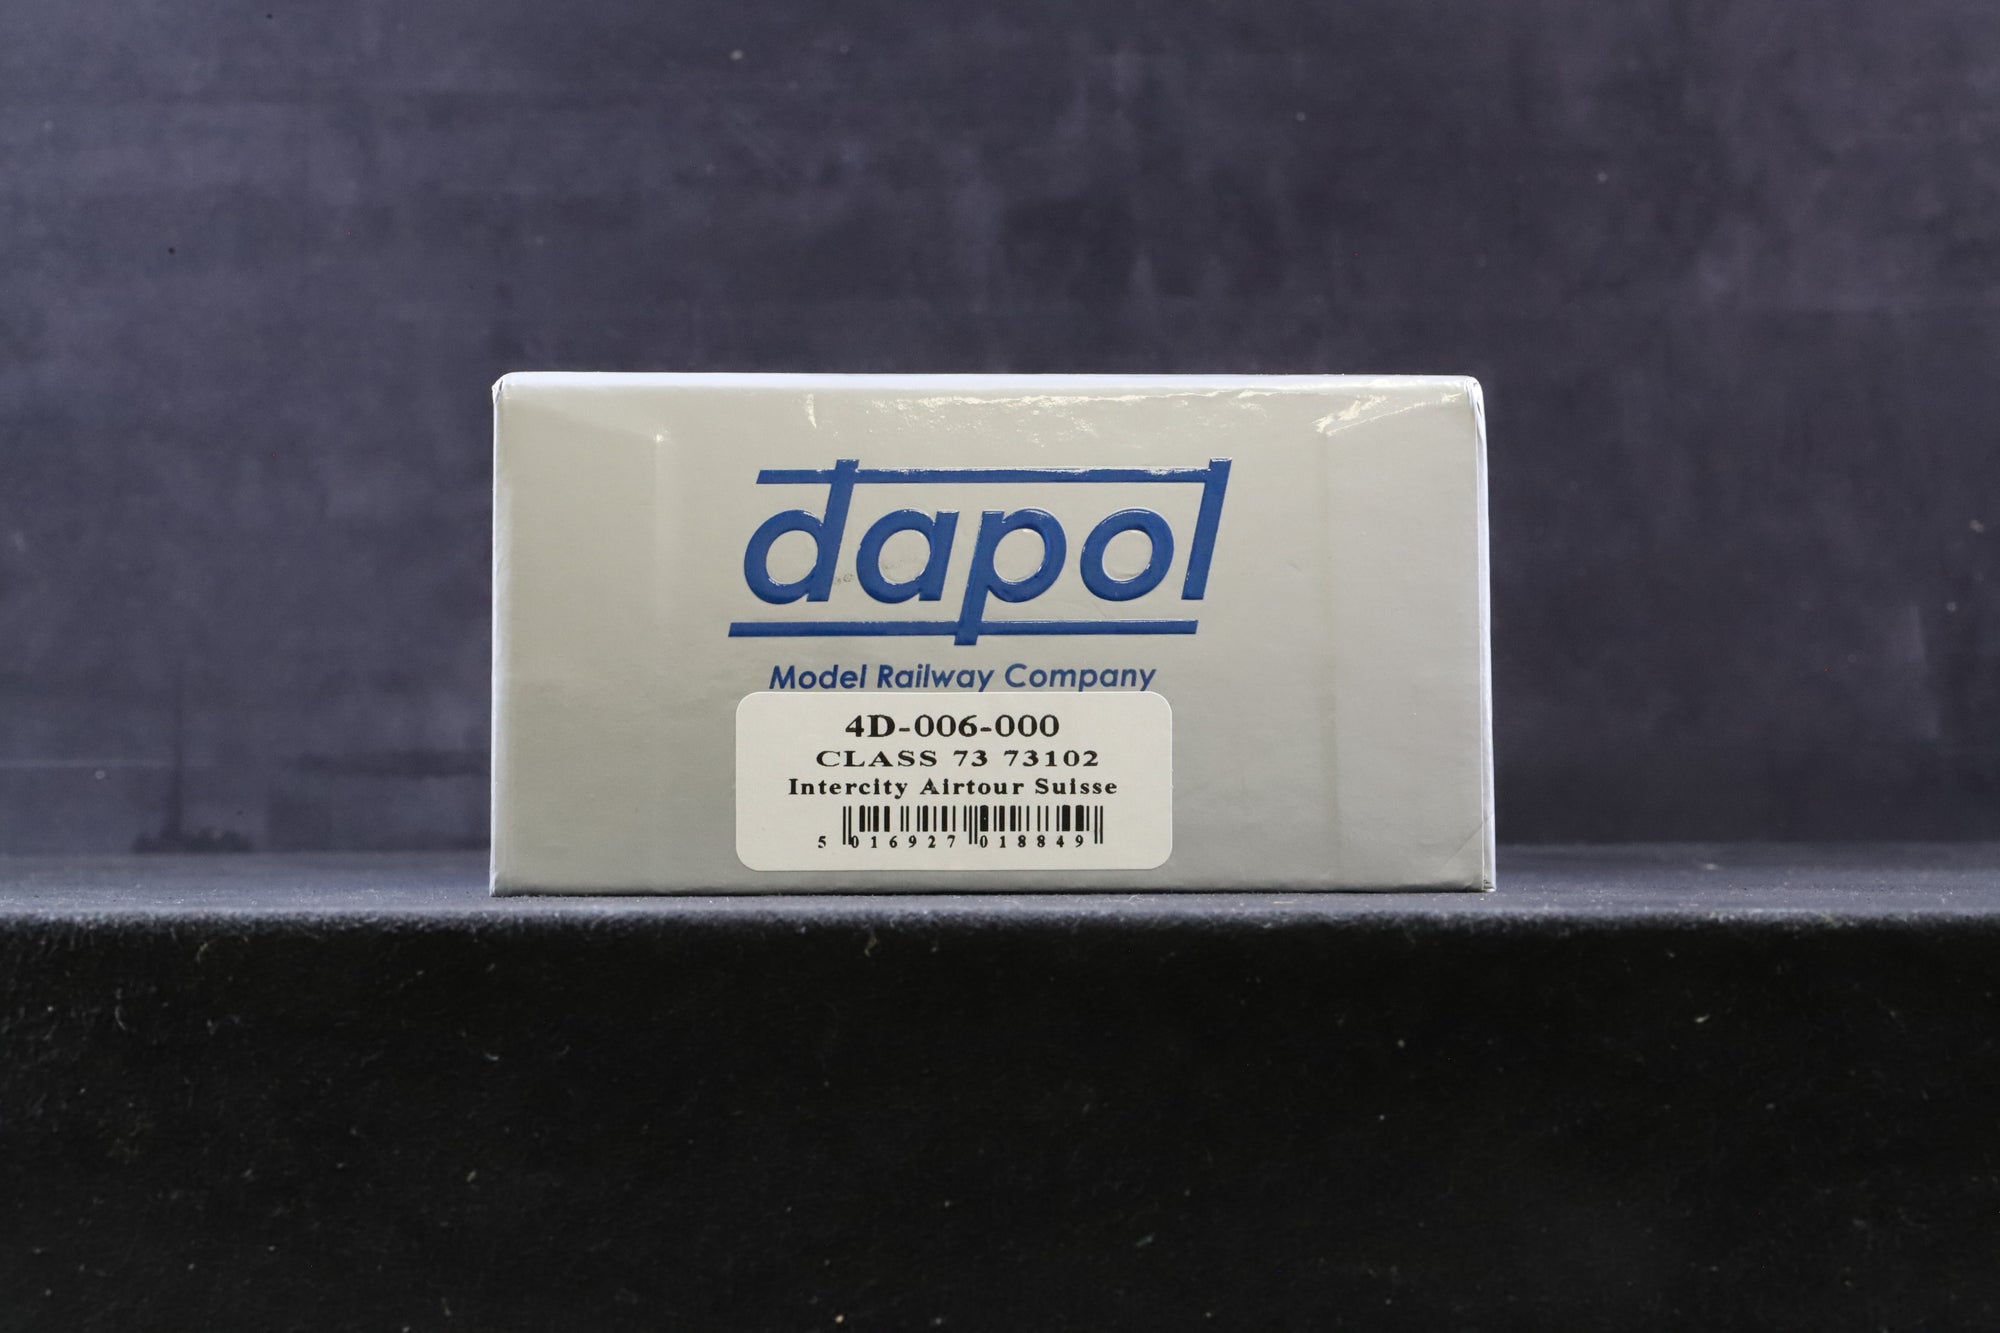 dapol
Model Railway Company
4D-006-000
CLASS 73 73102
Intercity Airtour Suisse
5 016927 018849